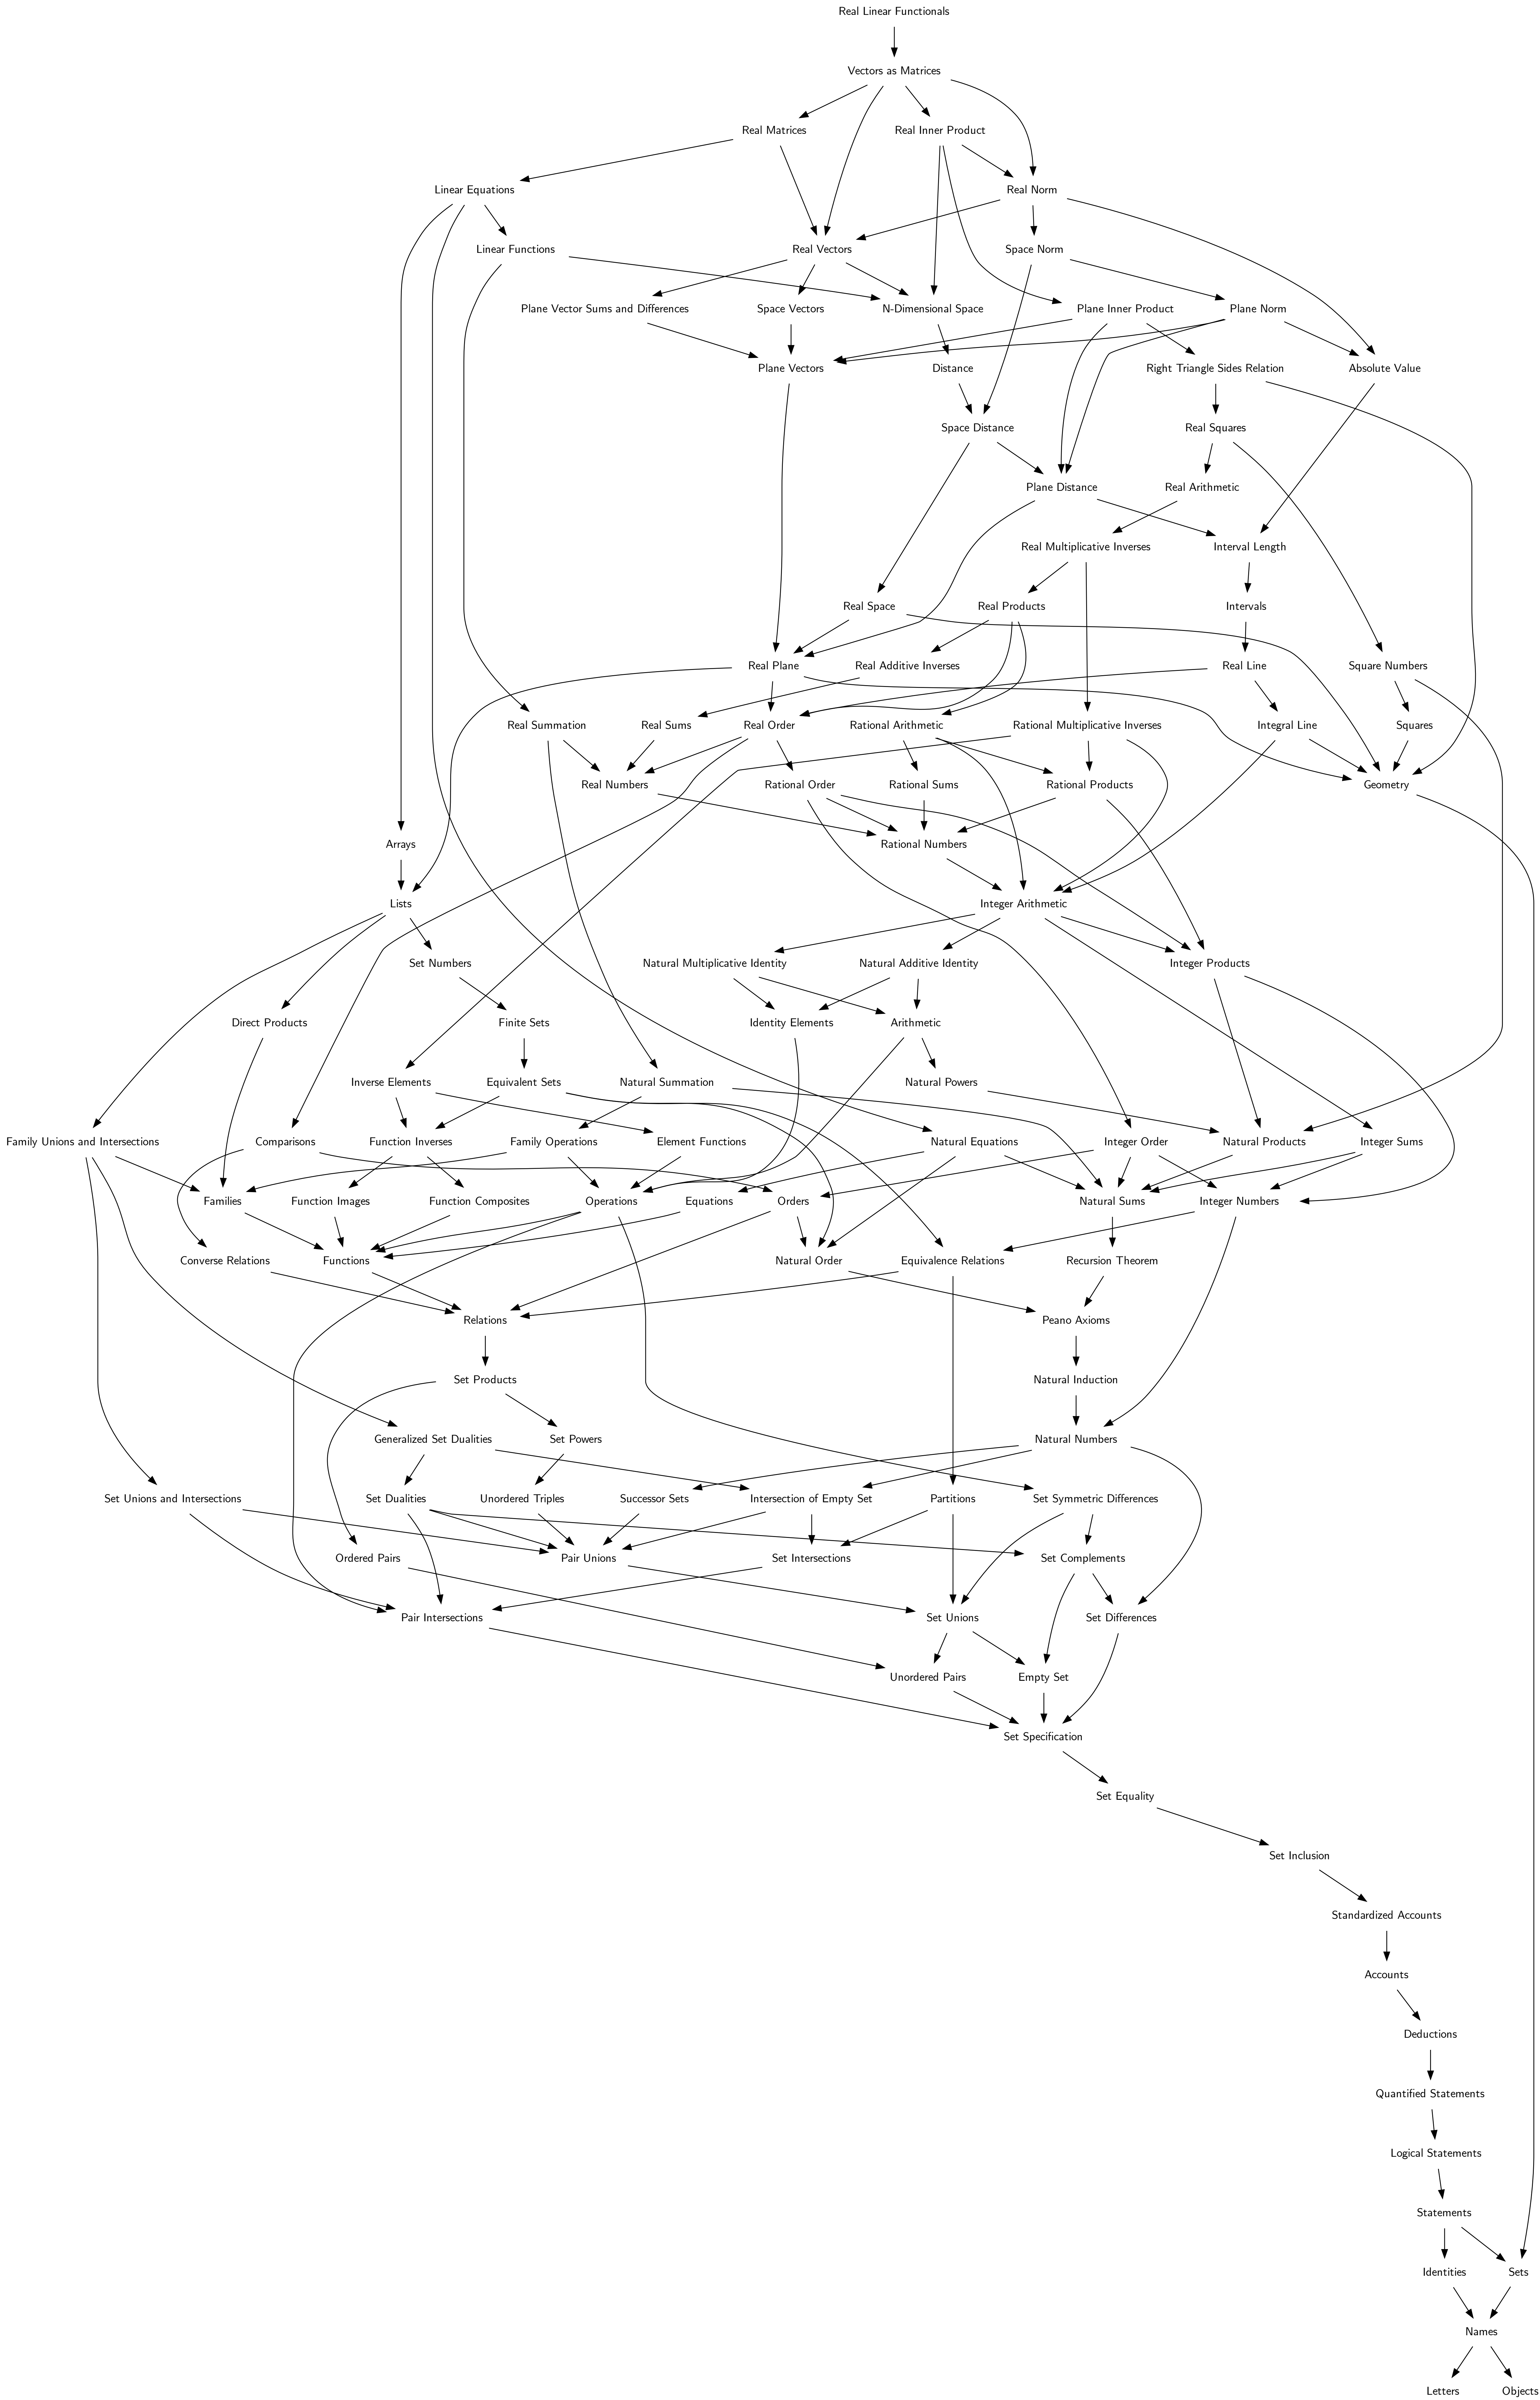 Real Linear Functionals
Vectors as Matrices
Real Matrices
Real Inner Product
Linear Equations
Real Norm
Linear Functions
Real Vectors
Space Norm
Plane Vector Sums and Differences
Space Vectors
N-Dimensional Space
Plane Inner Product
Plane Norm
Plane Vectors
Distance
Right Triangle Sides Relation
Absolute Value
Space Distance
Real Squares
Plane Distance
Real Arithmetic
Real Multiplicative Inverses
Interval Length
Real Space
Real Products
Intervals
Real Plane
Real Additive Inverses
Real Line
Square Numbers
Real Summation
Real Sums
Real Order
Rational Arithmetic
Rational Multiplicative Inverses
Integral Line
Squares
Real Numbers
Rational Order
Rational Sums
Rational Products
Geometry
Arrays
Rational Numbers
Lists
Integer Arithmetic
Set Numbers
Natural Multiplicative Identity
Natural Additive Identity
Integer Products
Direct Products
Finite Sets
Identity Elements
Arithmetic
Inverse Elements
Equivalent Sets
Natural Summation
Natural Powers
Family Unions and Intersections
Comparisons
Function Inverses
Family Operations
Element Functions
Natural Equations
Integer Order
Natural Products
Integer Sums
Families
Function Images
Function Composites
Operations
Equations
Orders
Natural Sums
Integer Numbers
Converse Relations
Functions
Natural Order
Equivalence Relations
Recursion Theorem
Relations
Peano Axioms
Set Products
Natural Induction
Generalized Set Dualities
Set Powers
Natural Numbers
Set Unions and Intersections
Set Dualities
Unordered Triples
Successor Sets
Intersection of Empty Set
Partitions
Set Symmetric Differences
Ordered Pairs
Pair Unions
Set Intersections
Set Complements
Pair Intersections
Set Unions
Set Differences
Unordered Pairs
Empty Set
Set Specification
Set Equality
Set Inclusion
Standardized Accounts
Accounts
Deductions
Quantified Statements
Logical Statements
Statements
Identities
Sets
Names
Letters
Objects